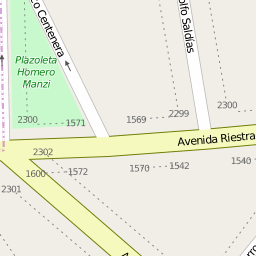 co Centenera
olfo Saldías
Plazoleta
Homero
Manzi
2300
1571
1569
2299
2300
Avenida Riestra
2302
1572
1570
1542
1540
1600
2301